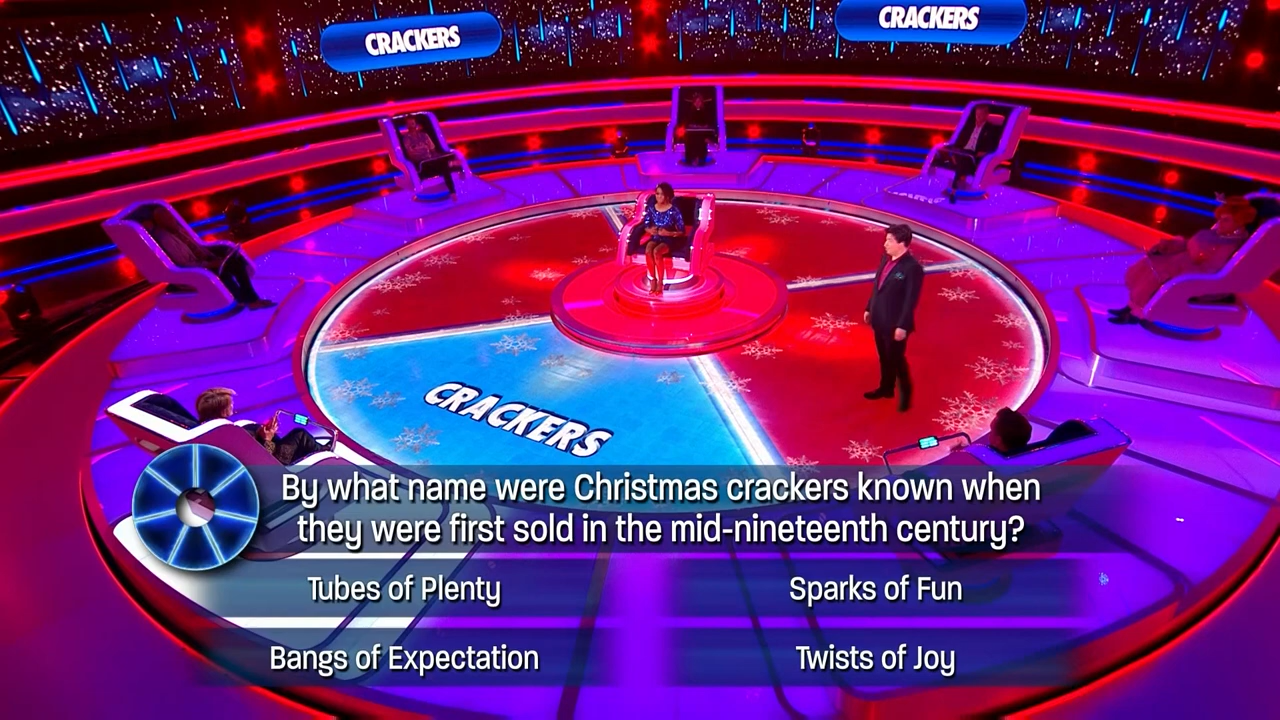 CRACKERS
CRACKERS
CRACKERS
By what name were Christmas crackers known when
they were first sold in the mid-nineteenth century?
Tubes of Plenty
Sparks of Fun
Bangs of Expectation
Twists of Joy